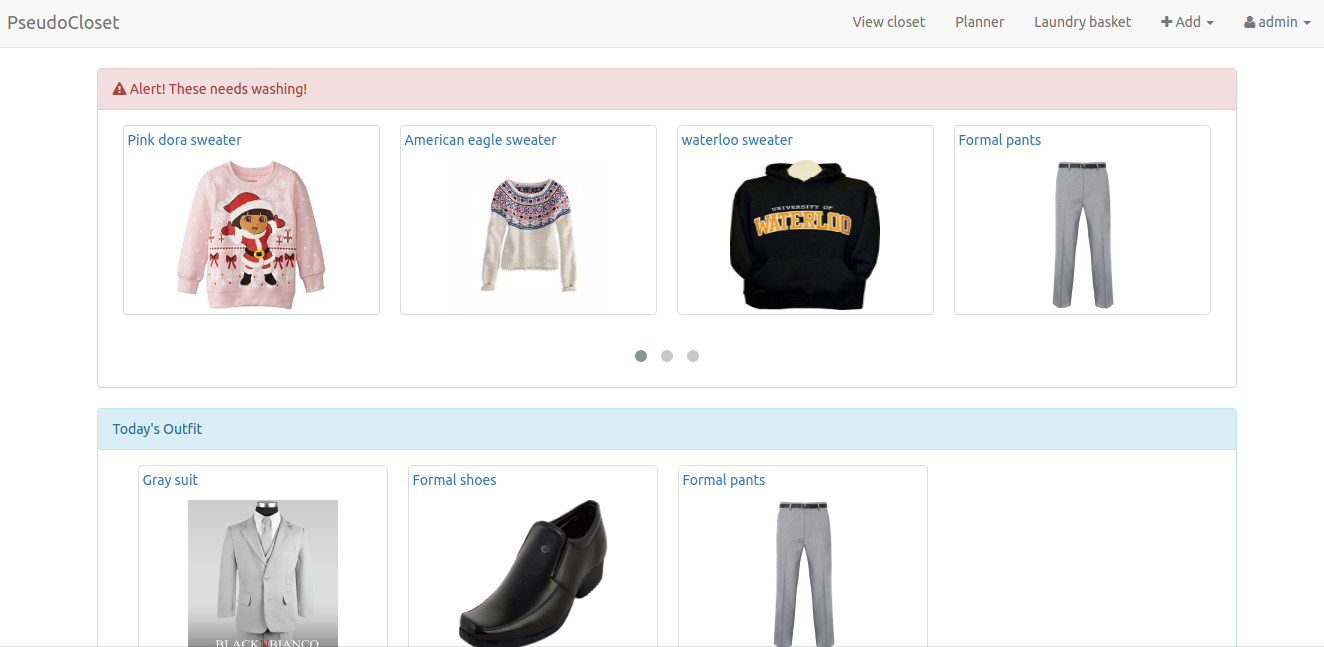 PseudoCloset View closet Planner Laundry basket Add admin
Alert! These needs washing!
Pink dora sweater American eagle sweater waterloo sweater Formal pants
UNIVERSITY OF
WATERLOO
Today's Outfit
Gray suit Formal shoes Formal pants
BLACK N BIANCO